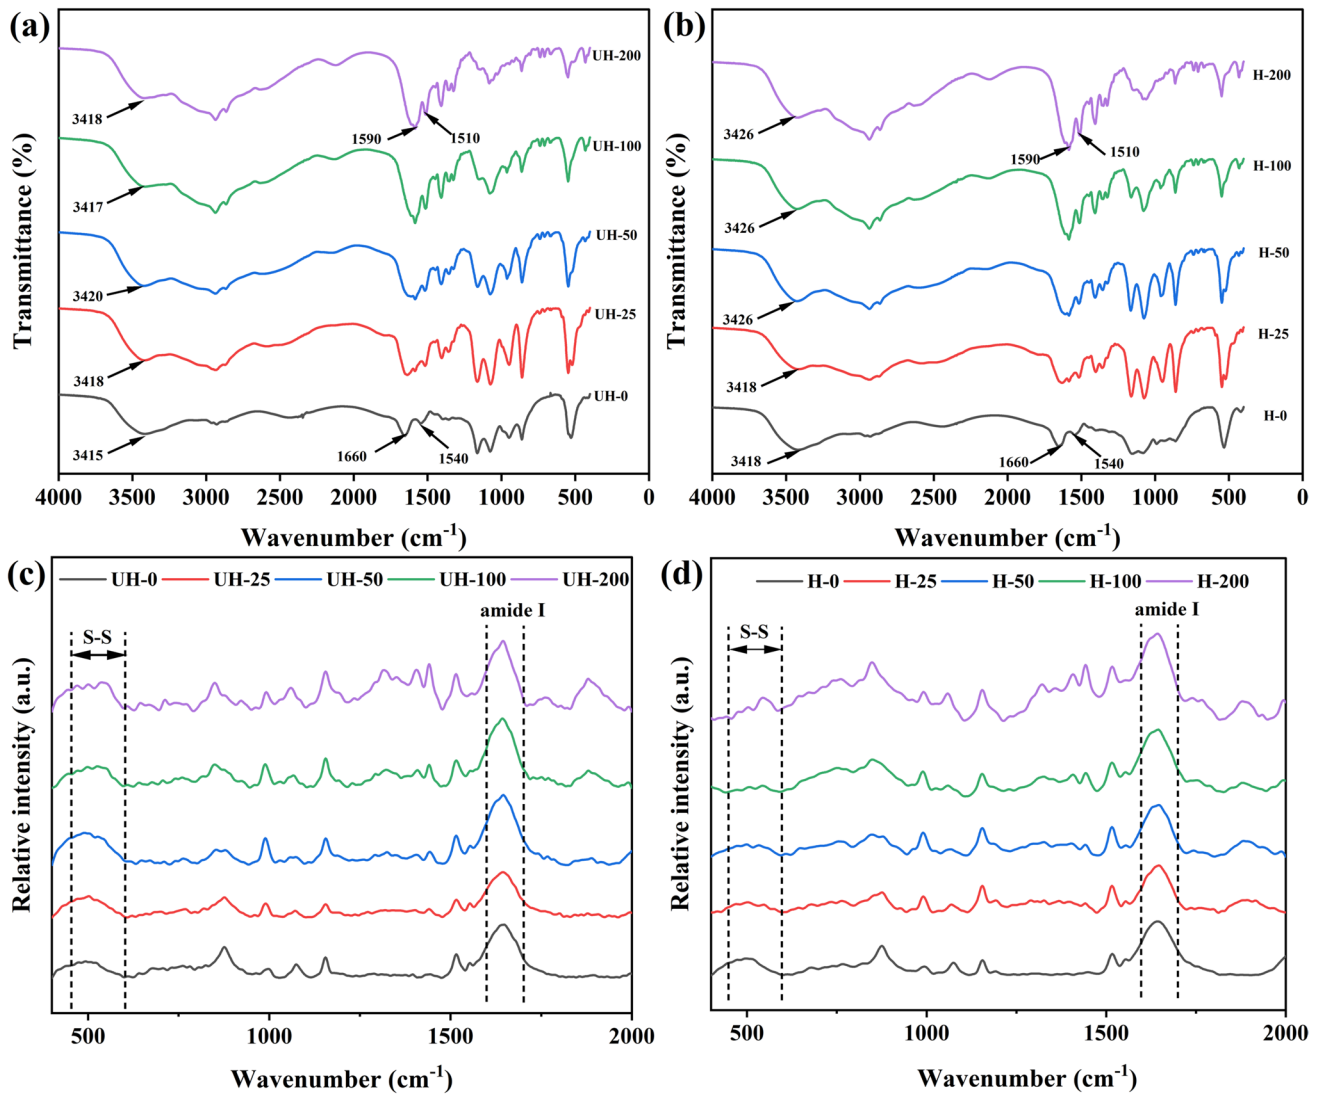 (a)
UH-200
3418
1590
1510
UH-100
3417
UH-50
3420
UH-25
3418
UH-0
3415
1660
1540
Transmittance (%)
4000 3500 3000 2500 2000 1500 1000 500 0
Wavenumber (cm⁻¹)
(b)
H-200
3426
1590
1510
H-100
3426
H-50
3426
H-25
3418
H-0
3418
1660
1540
Transmittance (%)
4000 3500 3000 2500 2000 1500 1000 500 0
Wavenumber (cm⁻¹)
(c)
UH-0 UH-25 UH-50 UH-100 UH-200
amide I
S-S
Relative intensity (a.u.)
500 1000 1500 2000
Wavenumber (cm⁻¹)
(d)
H-0 H-25 H-50 H-100 H-200
amide I
S-S
Relative intensity (a.u.)
500 1000 1500 2000
Wavenumber (cm⁻¹)